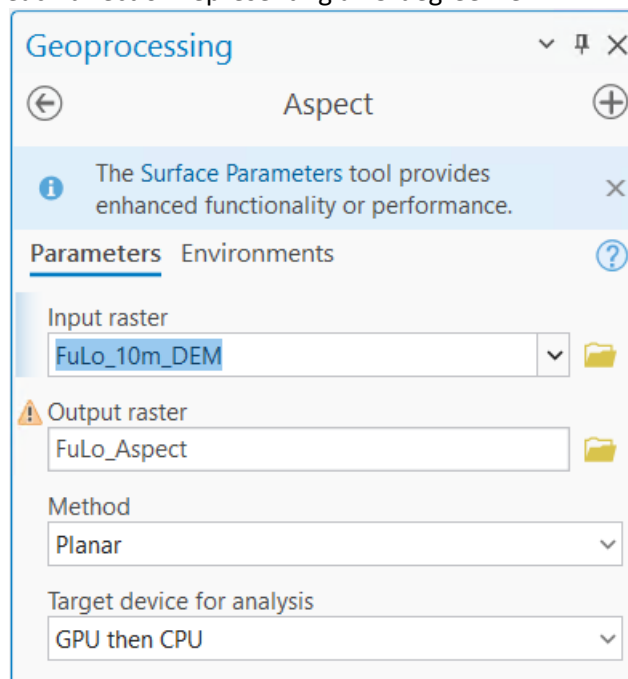 Geoprocessing
Aspect
The Surface Parameters tool provides
enhanced functionality or performance.
Parameters Environments
Input raster
FuLo_10m_DEM
Output raster
FuLo_Aspect
Method
Planar
Target device for analysis
GPU then CPU